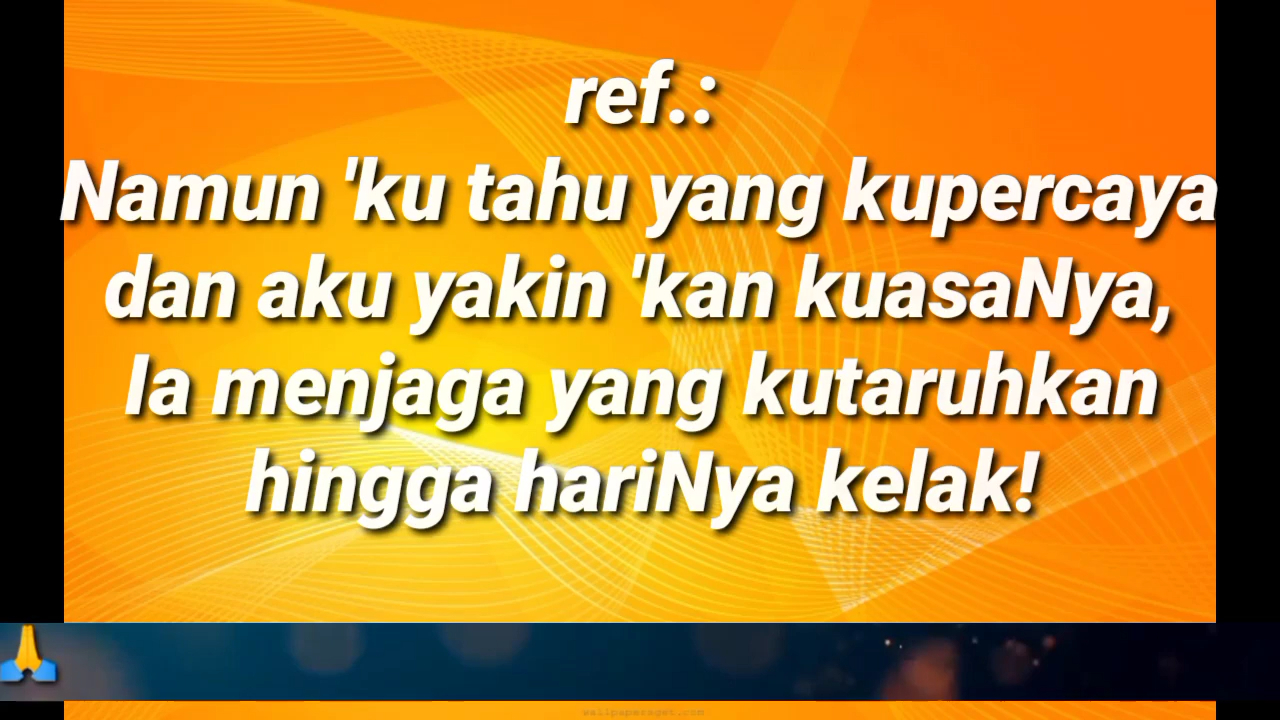 ref.:
Namun 'ku tahu yang kupercaya
dan aku yakin 'kan kuasaNya,
Ia menjaga yang kutaruhkan
hingga hariNya kelak!